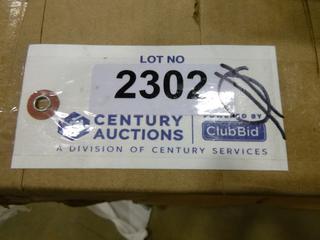 LOT NO
2302
CENTURY
AUCTIONS
POWERED BY
ClubBid
A DIVISION OF CENTURY SERVICES